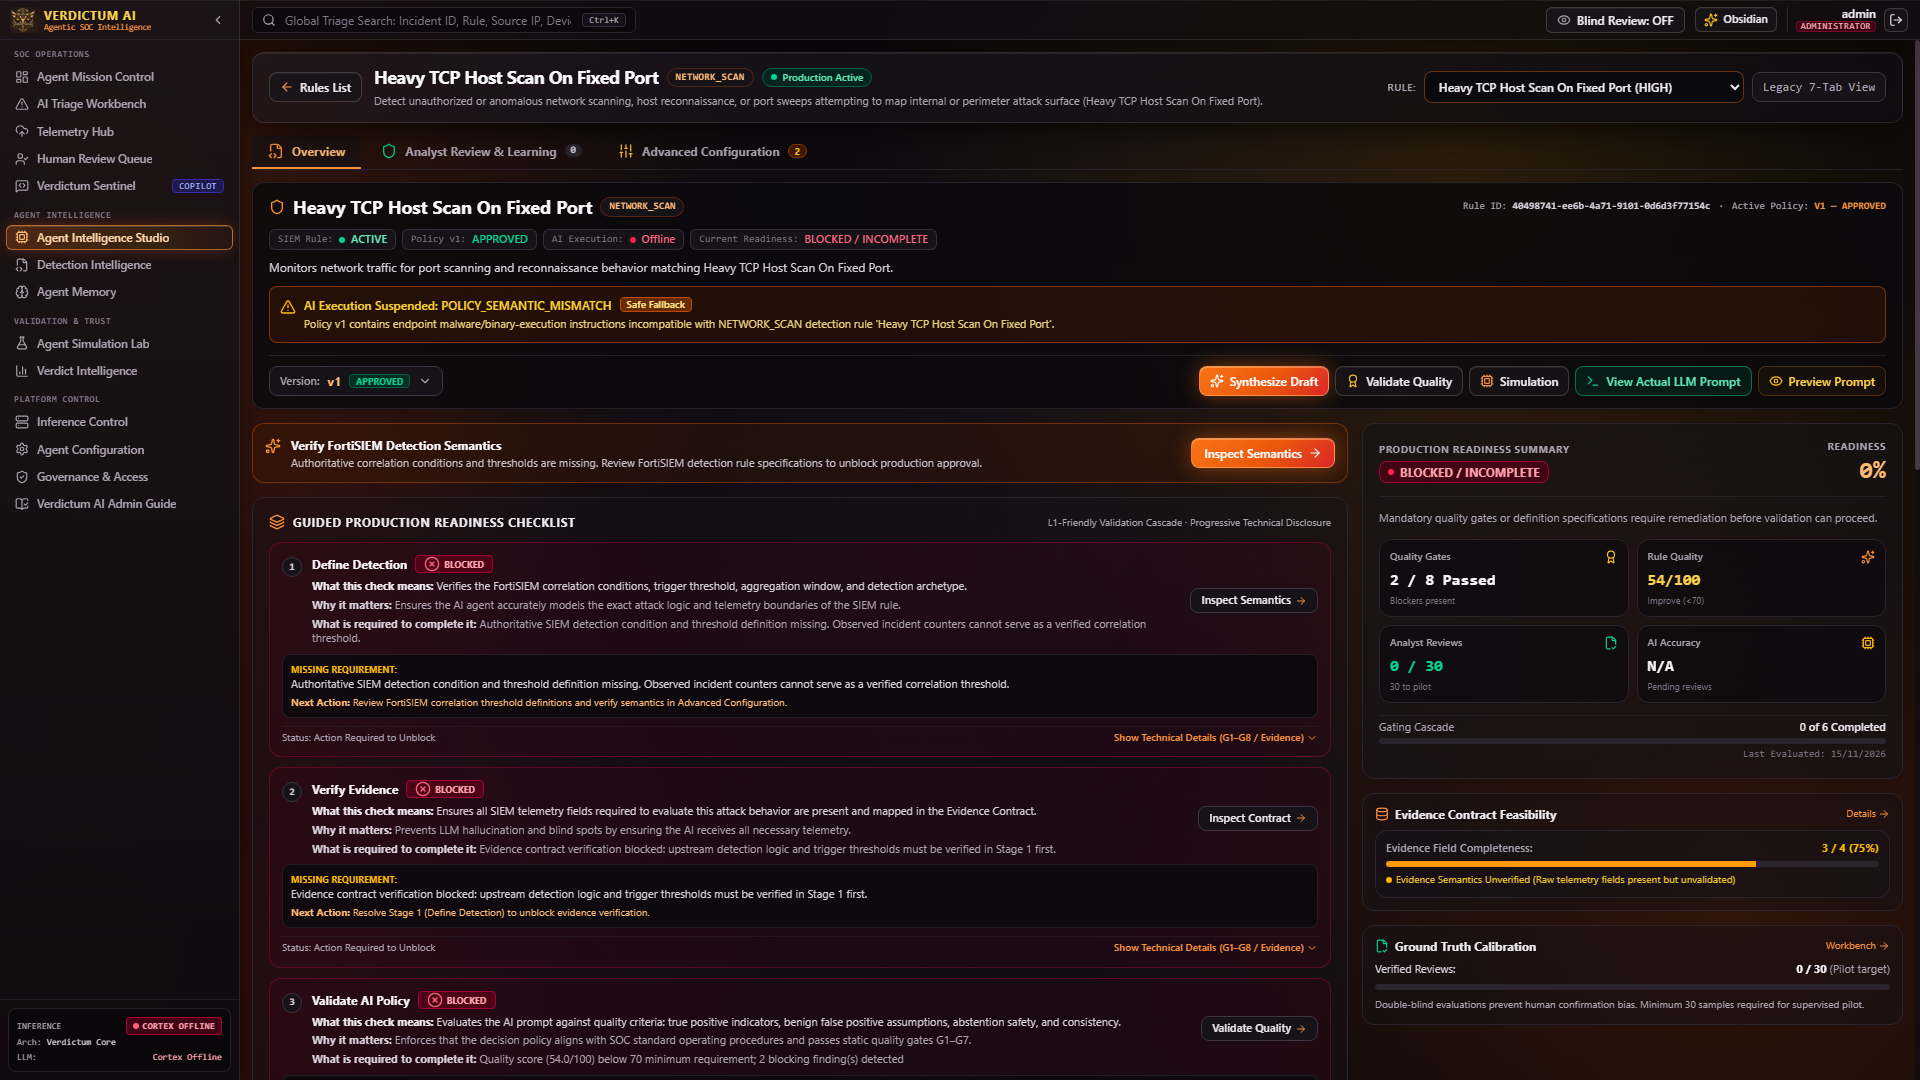 VERDICTUM AI
Agentic SOC Intelligence
Global Triage Search: Incident ID, Rule, Source IP, Devi
Ctrl+K
Blind Review: OFF
Obsidian
admin
ADMINISTRATOR
SOC OPERATIONS
Agent Mission Control
AI Triage Workbench
Telemetry Hub
Human Review Queue
Verdictum Sentinel COPILOT
AGENT INTELLIGENCE
Agent Intelligence Studio
Detection Intelligence
Agent Memory
VALIDATION & TRUST
Agent Simulation Lab
Verdict Intelligence
PLATFORM CONTROL
Inference Control
Agent Configuration
Governance & Access
Verdictum AI Admin Guide
INFERENCE CORTEX OFFLINE
Arch: Verdictum Core
LLM: Cortex Offline
Rules List
Heavy TCP Host Scan On Fixed Port NETWORK_SCAN Production Active
Detect unauthorized or anomalous network scanning, host reconnaissance, or port sweeps attempting to map internal or perimeter attack surface (Heavy TCP Host Scan On Fixed Port).
RULE: Heavy TCP Host Scan On Fixed Port (HIGH)
Legacy 7-Tab View
Overview
Analyst Review & Learning 0
Advanced Configuration 2
Heavy TCP Host Scan On Fixed Port NETWORK_SCAN
Rule ID: 40498741-ee6b-4a71-9101-0d6d3f77154c · Active Policy: V1 — APPROVED
SIEM Rule: ACTIVE
Policy v1: APPROVED
AI Execution: Offline
Current Readiness: BLOCKED / INCOMPLETE
Monitors network traffic for port scanning and reconnaissance behavior matching Heavy TCP Host Scan On Fixed Port.
AI Execution Suspended: POLICY_SEMANTIC_MISMATCH Safe Fallback
Policy v1 contains endpoint malware/binary-execution instructions incompatible with NETWORK_SCAN detection rule 'Heavy TCP Host Scan On Fixed Port'.
Version: v1 APPROVED
Synthesize Draft
Validate Quality
Simulation
View Actual LLM Prompt
Preview Prompt
Verify FortiSIEM Detection Semantics
Authoritative correlation conditions and thresholds are missing. Review FortiSIEM detection rule specifications to unblock production approval.
Inspect Semantics
GUIDED PRODUCTION READINESS CHECKLIST
L1-Friendly Validation Cascade · Progressive Technical Disclosure
1 Define Detection BLOCKED
What this check means: Verifies the FortiSIEM correlation conditions, trigger threshold, aggregation window, and detection archetype.
Why it matters: Ensures the AI agent accurately models the exact attack logic and telemetry boundaries of the SIEM rule.
What is required to complete it: Authoritative SIEM detection condition and threshold definition missing. Observed incident counters cannot serve as a verified correlation
threshold.
Inspect Semantics
MISSING REQUIREMENT:
Authoritative SIEM detection condition and threshold definition missing. Observed incident counters cannot serve as a verified correlation threshold.
Next Action: Review FortiSIEM correlation threshold definitions and verify semantics in Advanced Configuration.
Status: Action Required to Unblock
Show Technical Details (G1–G8 / Evidence)
2 Verify Evidence BLOCKED
What this check means: Ensures all SIEM telemetry fields required to evaluate this attack behavior are present and mapped in the Evidence Contract.
Why it matters: Prevents LLM hallucination and blind spots by ensuring the AI receives all necessary telemetry.
What is required to complete it: Evidence contract verification blocked: upstream detection logic and trigger thresholds must be verified in Stage 1 first.
Inspect Contract
MISSING REQUIREMENT:
Evidence contract verification blocked: upstream detection logic and trigger thresholds must be verified in Stage 1 first.
Next Action: Resolve Stage 1 (Define Detection) to unblock evidence verification.
Status: Action Required to Unblock
Show Technical Details (G1–G8 / Evidence)
3 Validate AI Policy BLOCKED
What this check means: Evaluates the AI prompt against quality criteria: true positive indicators, benign false positive assumptions, abstention safety, and consistency.
Why it matters: Enforces that the decision policy aligns with SOC standard operating procedures and passes static quality gates G1–G7.
What is required to complete it: Quality score (54.0/100) below 70 minimum requirement; 2 blocking finding(s) detected
Validate Quality
PRODUCTION READINESS SUMMARY
BLOCKED / INCOMPLETE
READINESS
0%
Mandatory quality gates or definition specifications require remediation before validation can proceed.
Quality Gates
2 / 8 Passed
Blockers present
Rule Quality
54/100
Improve (<70)
Analyst Reviews
0 / 30
30 to pilot
AI Accuracy
N/A
Pending reviews
Gating Cascade 0 of 6 Completed
Last Evaluated: 15/11/2026
Evidence Contract Feasibility Details
Evidence Field Completeness: 3 / 4 (75%)
Evidence Semantics Unverified (Raw telemetry fields present but unvalidated)
Ground Truth Calibration Workbench
Verified Reviews: 0 / 30 (Pilot target)
Double-blind evaluations prevent human confirmation bias. Minimum 30 samples required for supervised pilot.